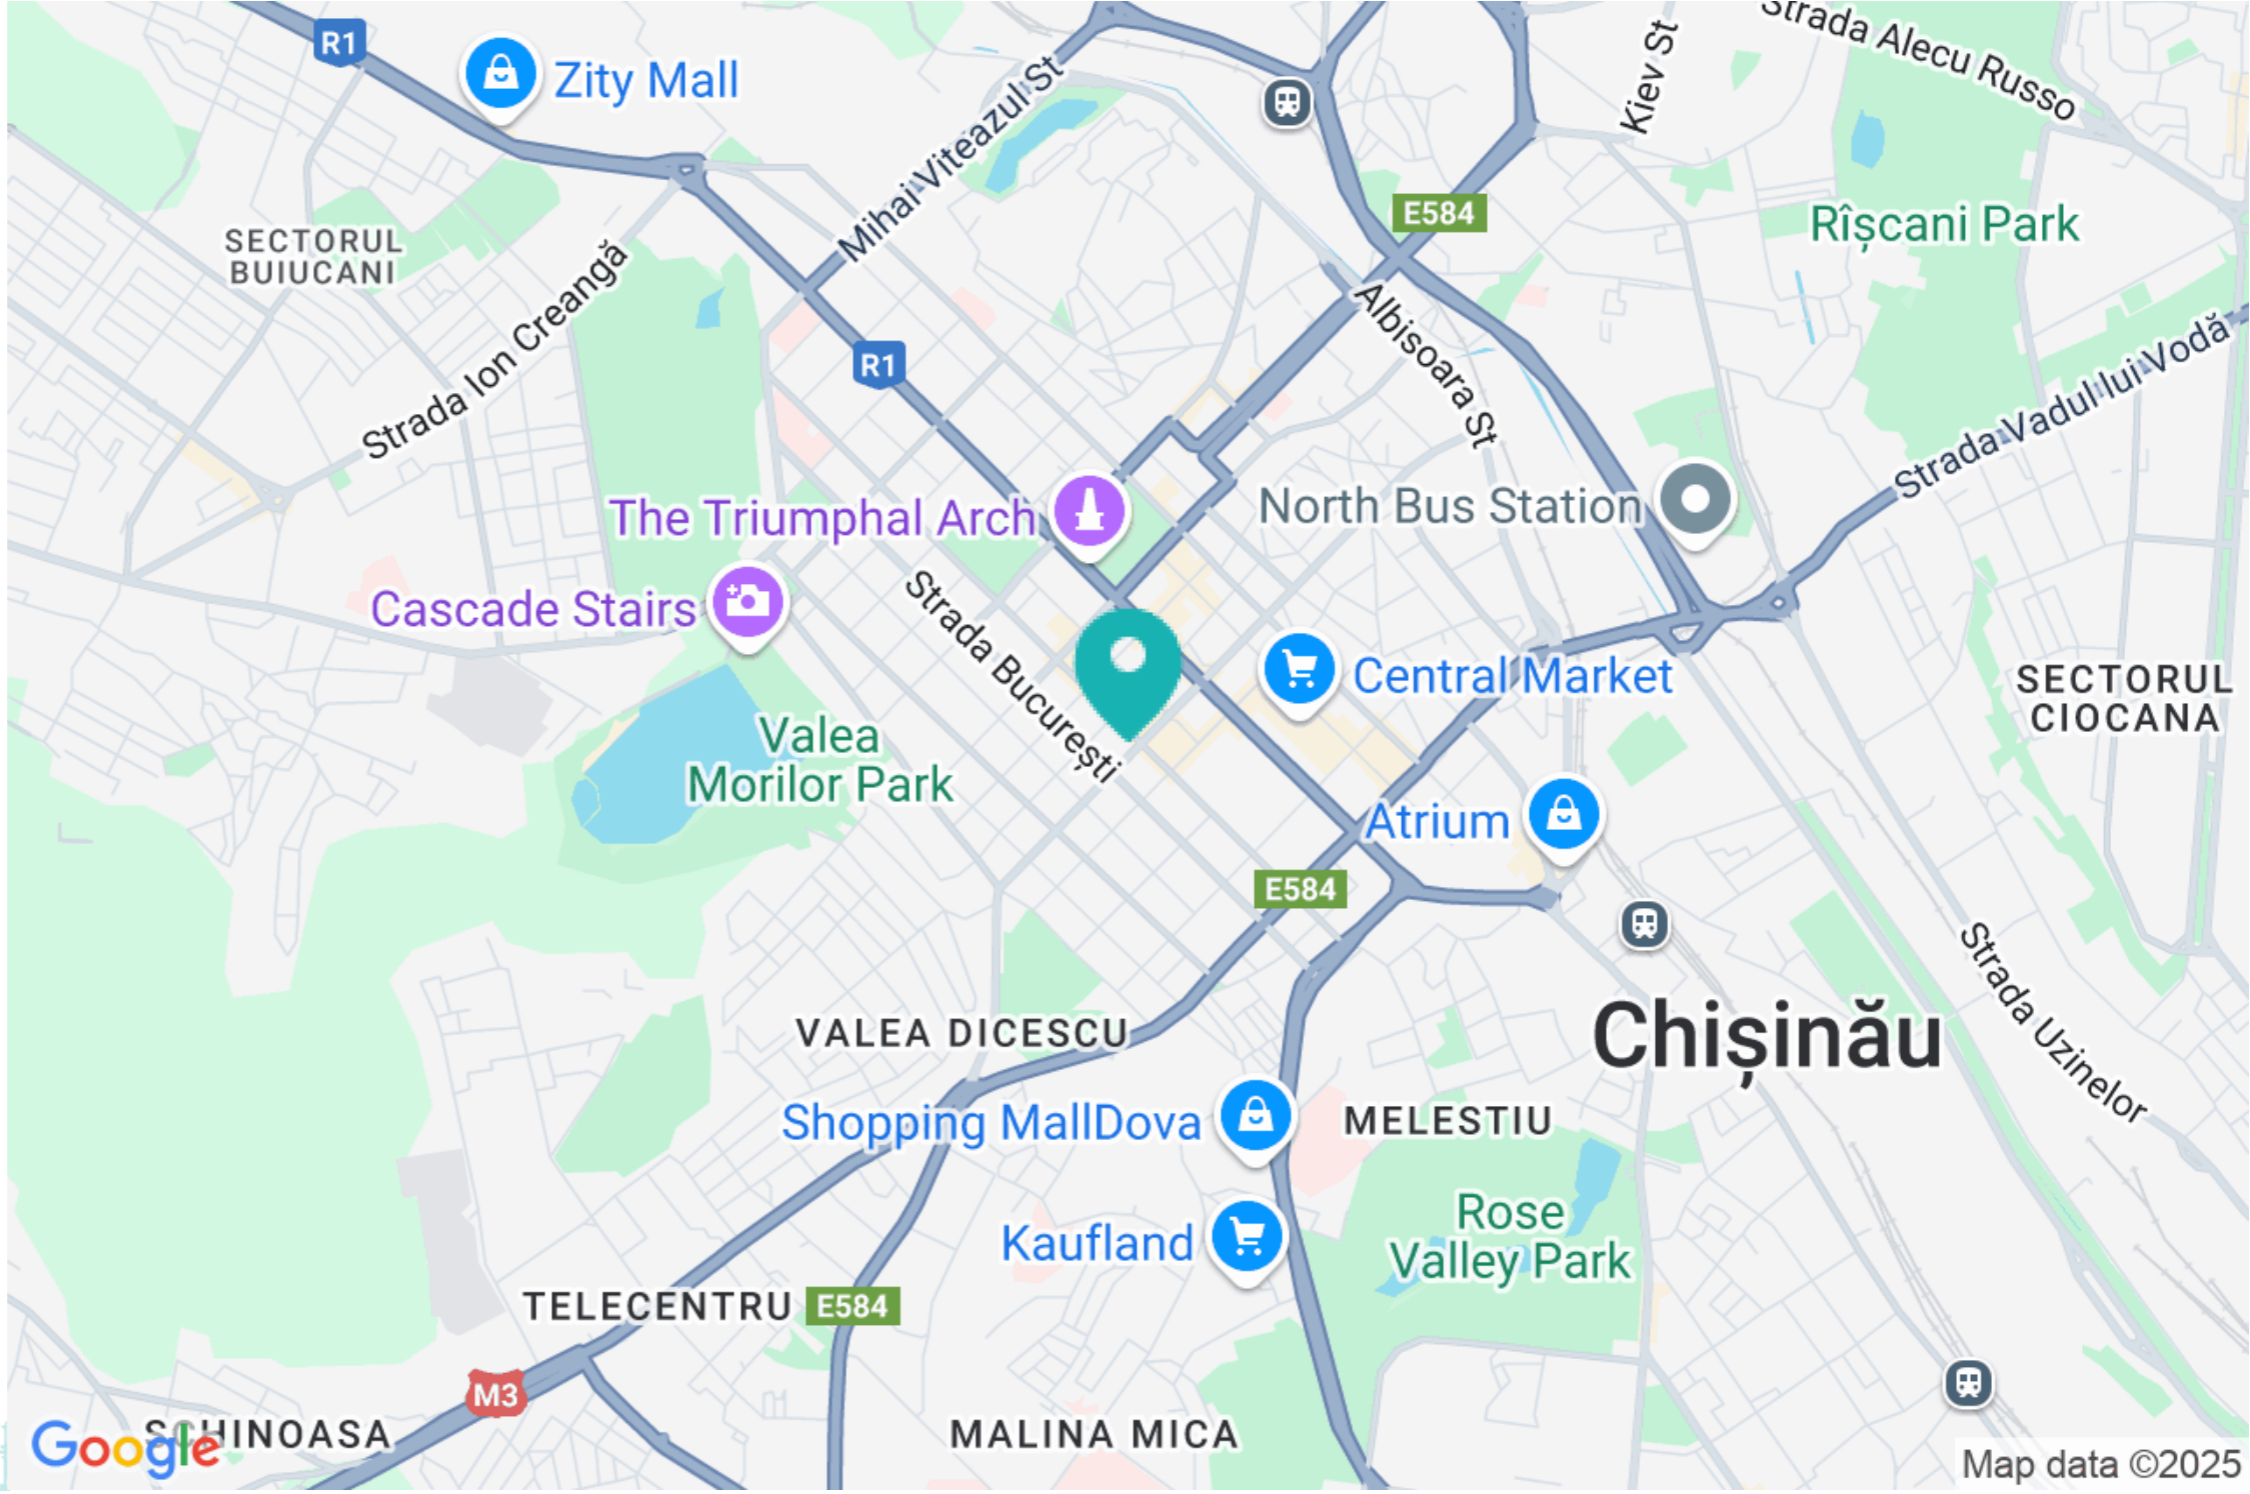 Strada Alecu Russo
R1
Zity Mall
Kiev St
Mihai Viteazul St
E584
Rîșcani Park
SECTORUL
BUIUCANI
Strada Ion Creangă
Albisoara St
R1
Strada Vadul lui Vodă
The Triumphal Arch
North Bus Station
Cascade Stairs
Strada București
Central Market
SECTORUL
CIOCANA
Valea
Morilor Park
Atrium
E584
Strada Uzinelor
VALEA DICESCU
Chișinău
Shopping MallDova
MELESTIU
Rose
Valley Park
Kaufland
TELECENTRU
E584
M3
SCHINOASA
MALINA MICA
Google
Map data ©2025